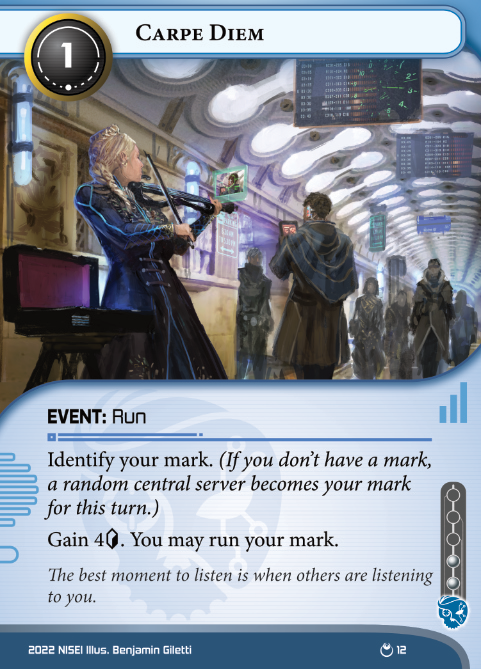 1
Carpe Diem
EVENT: Run
Identify your mark. (If you don't have a mark,
a random central server becomes your mark
for this turn.)
Gain 4. You may run your mark.
The best moment to listen is when others are listening
to you.
2022 NISEI Illus. Benjamin Giletti
12